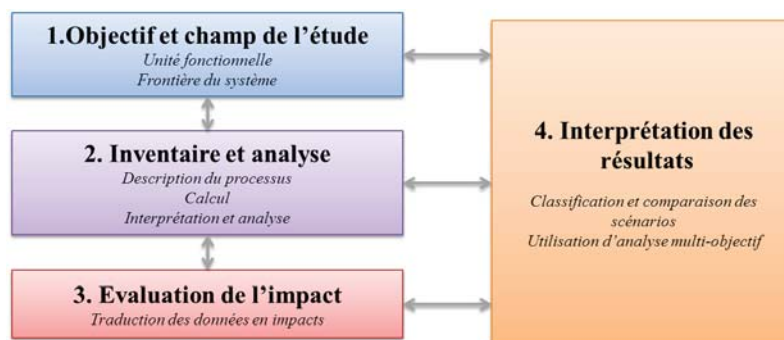 1.Objectif et champ de l’étude
Unité fonctionnelle
Frontière du système
2. Inventaire et analyse
Description du processus
Calcul
Interprétation et analyse
3. Evaluation de l’impact
Traduction des données en impacts
4. Interprétation des
résultats
Classification et comparaison des
scénarios
Utilisation d’analyse multi-objectif